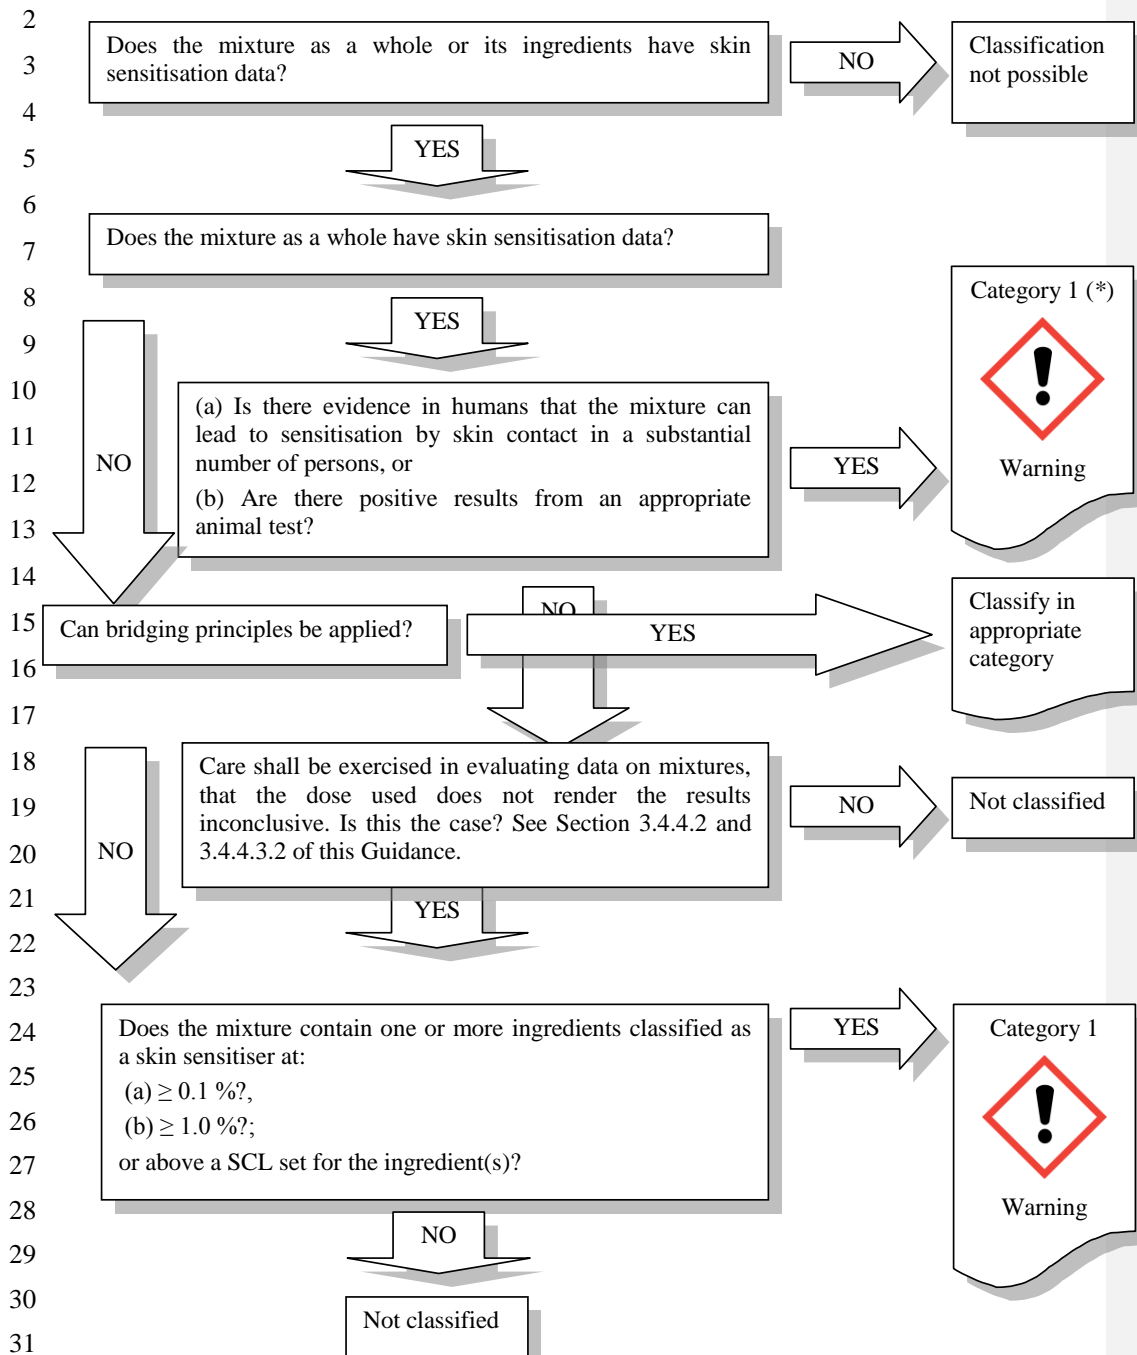 2
Does the mixture as a whole or its ingredients have skin
sensitisation data?
NO
Classification
not possible
3
4
YES
5
6
Does the mixture as a whole have skin sensitisation data?
7
8
YES
Category 1 (*)
Warning
9
10
(a) Is there evidence in humans that the mixture can
lead to sensitisation by skin contact in a substantial
number of persons, or
(b) Are there positive results from an appropriate
animal test?
11
NO
YES
12
13
14
NO
Classify in
appropriate
category
15
Can bridging principles be applied?
YES
16
17
18
Care shall be exercised in evaluating data on mixtures,
that the dose used does not render the results
inconclusive. Is this the case? See Section 3.4.4.2 and
3.4.4.3.2 of this Guidance.
19
NO
Not classified
20
NO
21
YES
22
23
24
Does the mixture contain one or more ingredients classified as
a skin sensitiser at:
(a) ≥ 0.1 %?,
(b) ≥ 1.0 %?;
or above a SCL set for the ingredient(s)?
YES
Category 1
Warning
25
26
27
28
29
NO
30
Not classified
31